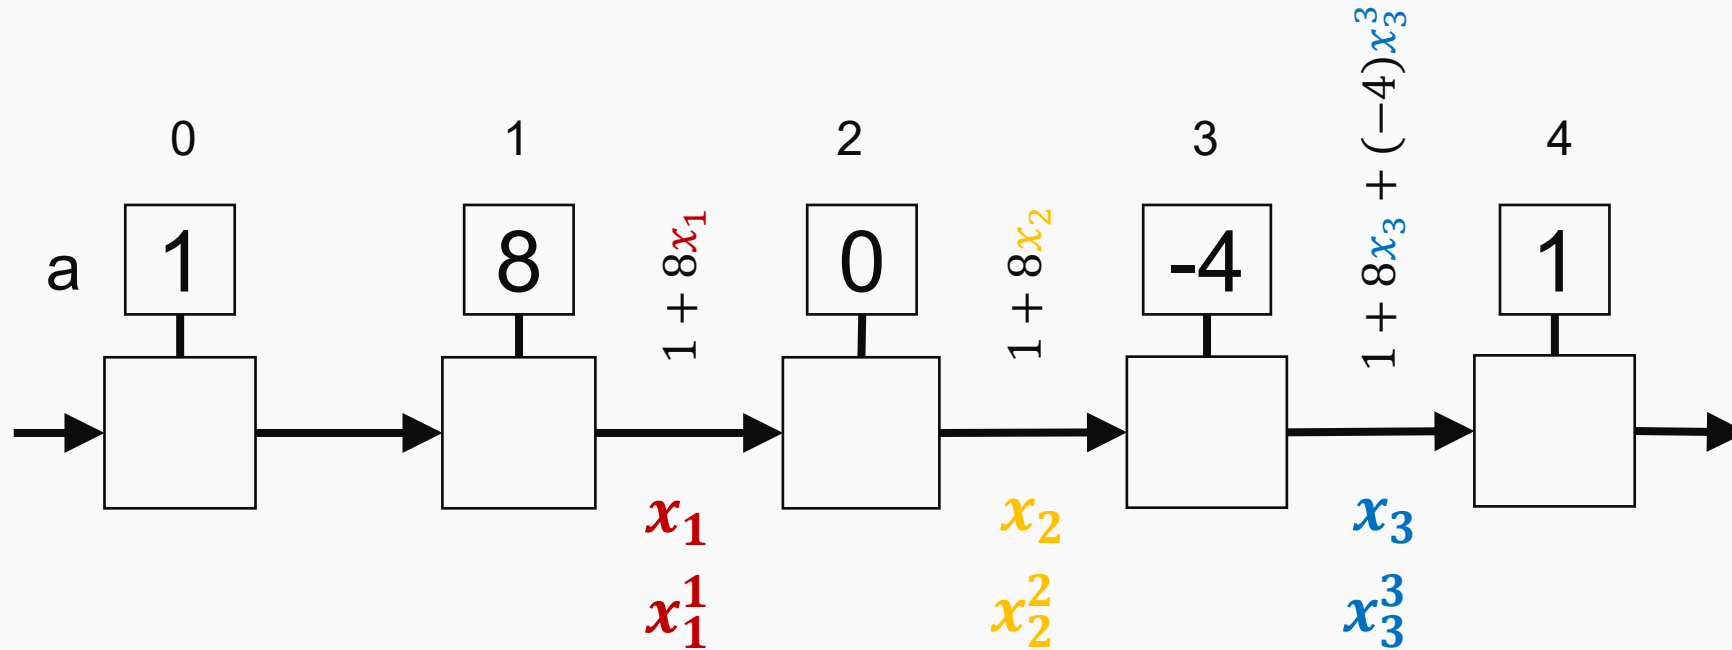 0 1 2 3 4
a 1 8 0 -4 1
1 + 8x₁
1 + 8x₂
1 + 8x₃ + (−4)x₃³
x₁ x₂ x₃
x₁¹ x₂² x₃³